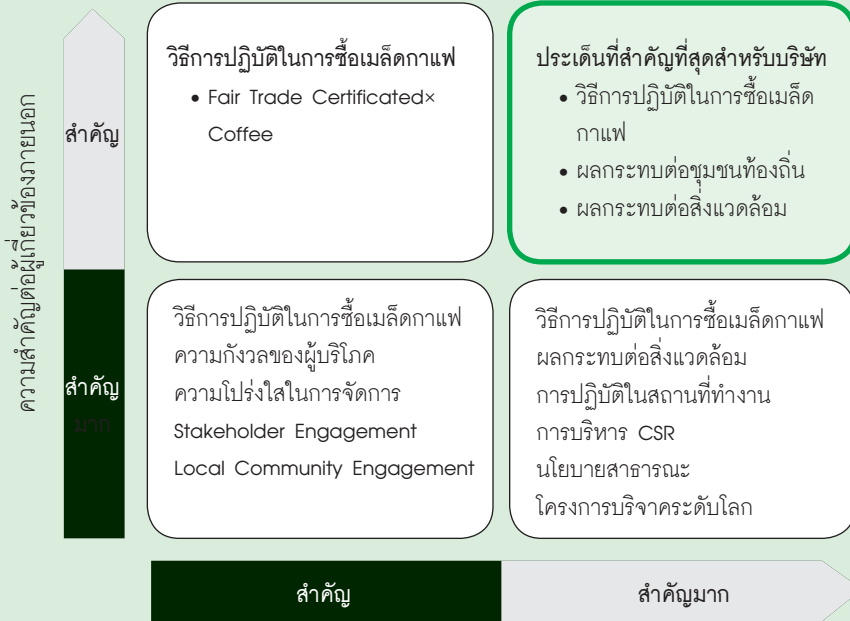 ความสำคัญต่อผู้เกี่ยวข้องภายนอก
สำคัญ
วิธีการปฏิบัติในการซื้อเมล็ดกาแฟ
• Fair Trade Certificated×
Coffee
ประเด็นที่สำคัญที่สุดสำหรับบริษัท
• วิธีการปฏิบัติในการซื้อเมล็ด
กาแฟ
• ผลกระทบต่อชุมชนท้องถิ่น
• ผลกระทบต่อสิ่งแวดล้อม
สำคัญ
มาก
วิธีการปฏิบัติในการซื้อเมล็ดกาแฟ
ความกังวลของผู้บริโภค
ความโปร่งใสในการจัดการ
Stakeholder Engagement
Local Community Engagement
วิธีการปฏิบัติในการซื้อเมล็ดกาแฟ
ผลกระทบต่อสิ่งแวดล้อม
การปฏิบัติในสถานที่ทำงาน
การบริหาร CSR
นโยบายสาธารณะ
โครงการบริจาคระดับโลก
สำคัญ
สำคัญมาก